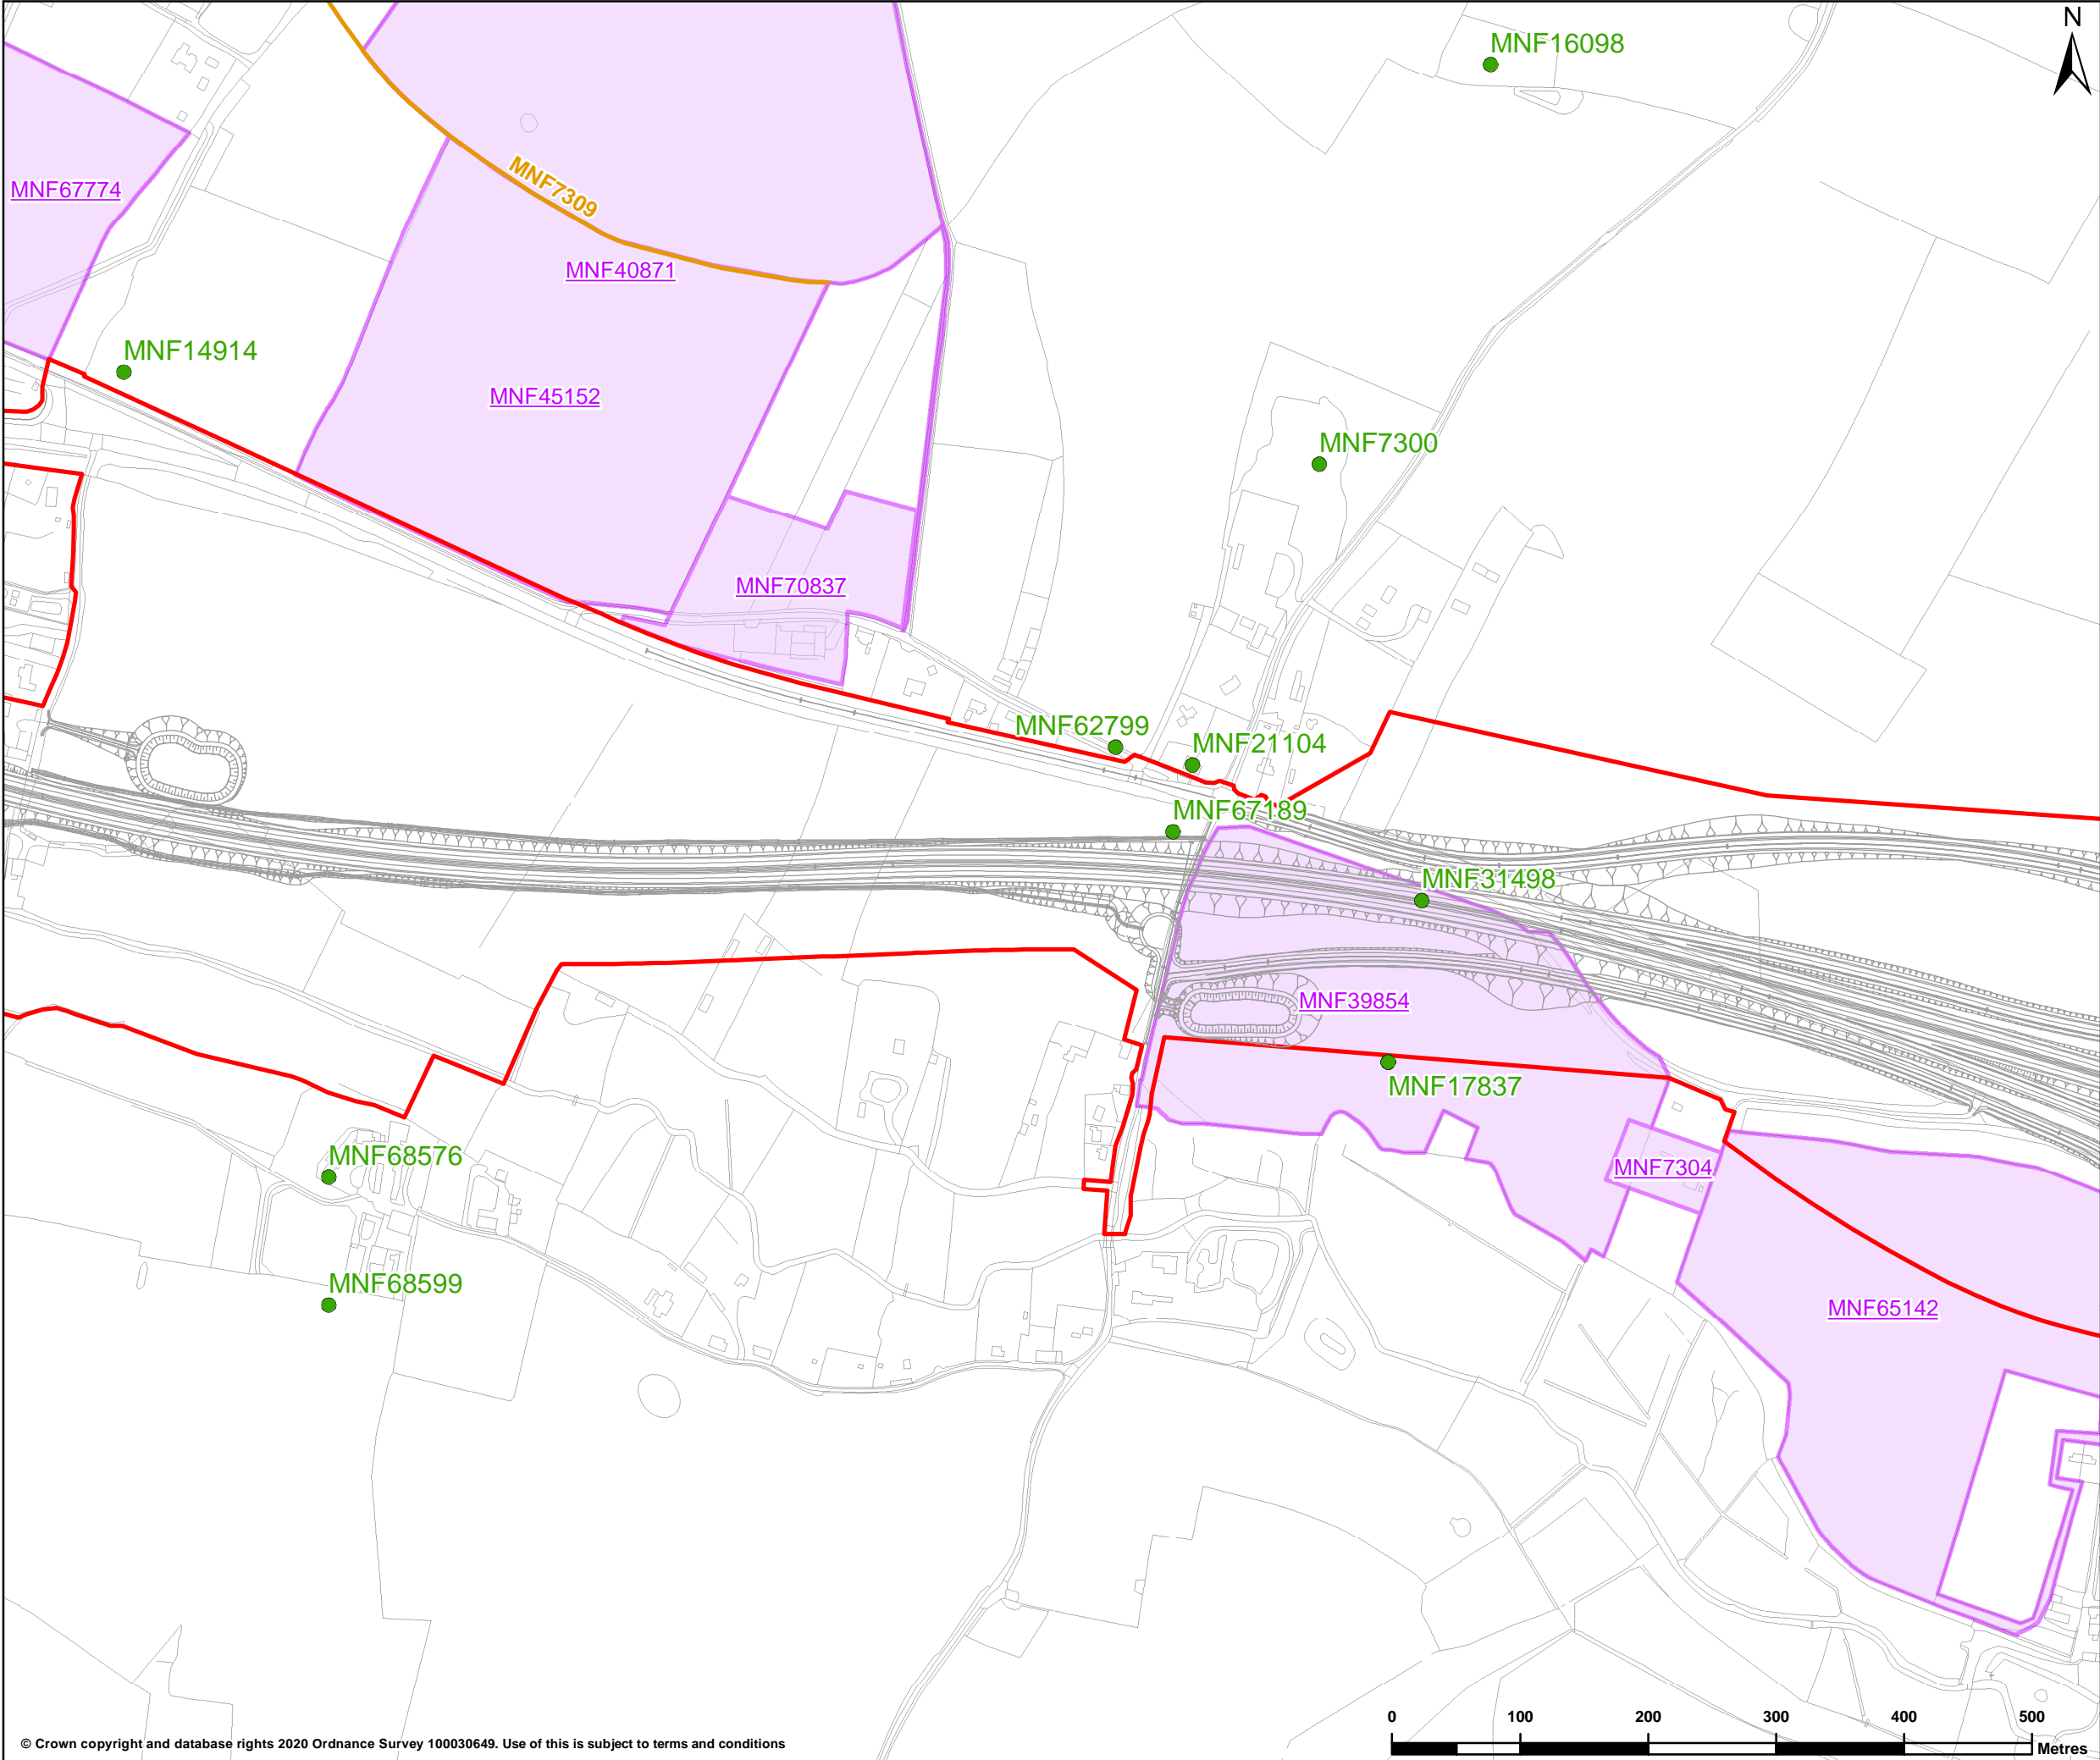 N
MNF16098
MNF67774
MNF7309
MNF40871
MNF14914
MNF45152
MNF7300
MNF70837
MNF62799
MNF21104
MNF67189
MNF31498
MNF39854
MNF17837
MNF68576
MNF7304
MNF68599
MNF65142
0 100 200 300 400 500
Metres
© Crown copyright and database rights 2020 Ordnance Survey 100030649. Use of this is subject to terms and conditions